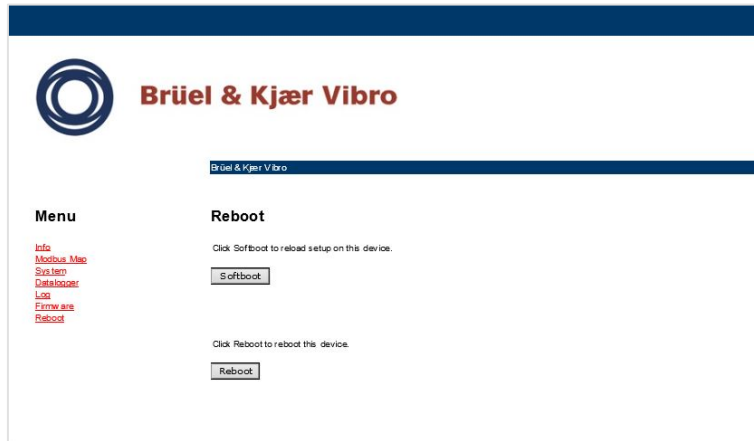 Brüel & Kjær Vibro
Brüel & Kjær Vibro
Menu
Info
Modbus Map
System
Datalogger
Log
Firmware
Reboot
Reboot
Click Softboot to reload setup on this device.
Softboot
Click Reboot to reboot this device.
Reboot